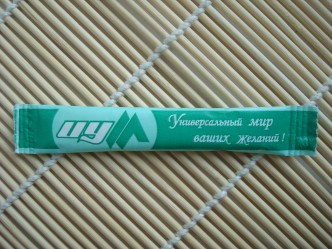 ЦУМ
Универсальный мир
ваших желаний!